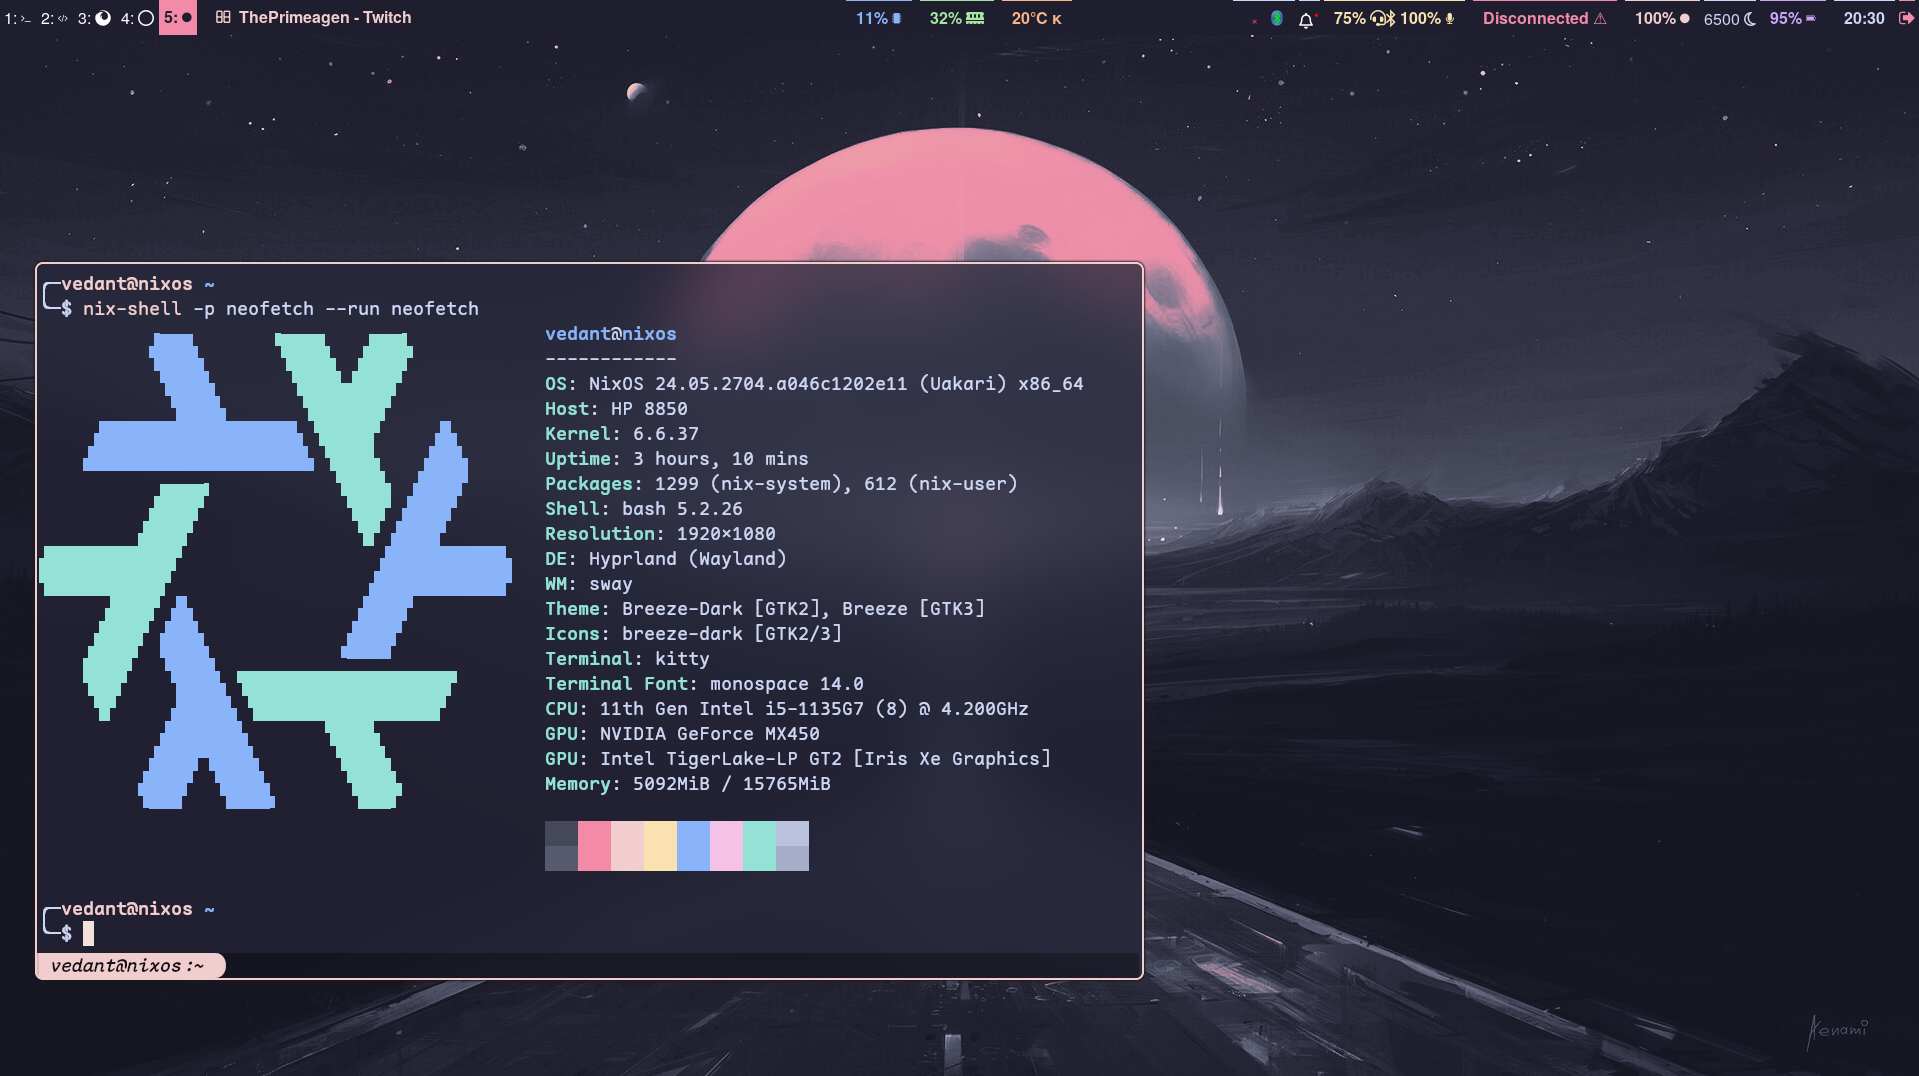 1: 2: 3: 4: 5: ThePrimeagen - Twitch 11% 32% 20°C K 75% 100% Disconnected ⚠ 100% 6500 95% 20:30
vedant@nixos ~
$ nix-shell -p neofetch --run neofetch
vedant@nixos
------------
OS: NixOS 24.05.2704.a046c1202e11 (Uakari) x86_64
Host: HP 8850
Kernel: 6.6.37
Uptime: 3 hours, 10 mins
Packages: 1299 (nix-system), 612 (nix-user)
Shell: bash 5.2.26
Resolution: 1920×1080
DE: Hyprland (Wayland)
WM: sway
Theme: Breeze-Dark [GTK2], Breeze [GTK3]
Icons: breeze-dark [GTK2/3]
Terminal: kitty
Terminal Font: monospace 14.0
CPU: 11th Gen Intel i5-1135G7 (8) @ 4.200GHz
GPU: NVIDIA GeForce MX450
GPU: Intel TigerLake-LP GT2 [Iris Xe Graphics]
Memory: 5092MiB / 15765MiB
vedant@nixos ~
$
vedant@nixos:~
Aenami